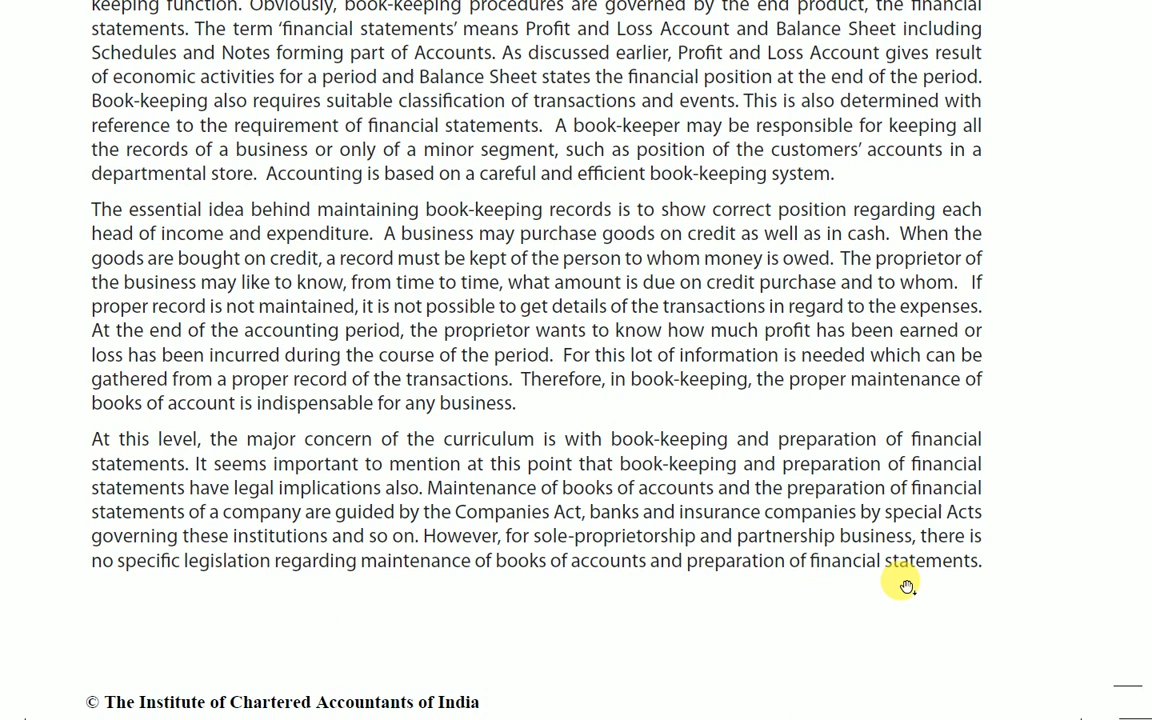 keeping function. Obviously, book-keeping procedures are governed by the end product, the financial
statements. The term ‘financial statements’ means Profit and Loss Account and Balance Sheet including
Schedules and Notes forming part of Accounts. As discussed earlier, Profit and Loss Account gives result
of economic activities for a period and Balance Sheet states the financial position at the end of the period.
Book-keeping also requires suitable classification of transactions and events. This is also determined with
reference to the requirement of financial statements. A book-keeper may be responsible for keeping all
the records of a business or only of a minor segment, such as position of the customers’ accounts in a
departmental store. Accounting is based on a careful and efficient book-keeping system.
The essential idea behind maintaining book-keeping records is to show correct position regarding each
head of income and expenditure. A business may purchase goods on credit as well as in cash. When the
goods are bought on credit, a record must be kept of the person to whom money is owed. The proprietor of
the business may like to know, from time to time, what amount is due on credit purchase and to whom. If
proper record is not maintained, it is not possible to get details of the transactions in regard to the expenses.
At the end of the accounting period, the proprietor wants to know how much profit has been earned or
loss has been incurred during the course of the period. For this lot of information is needed which can be
gathered from a proper record of the transactions. Therefore, in book-keeping, the proper maintenance of
books of account is indispensable for any business.
At this level, the major concern of the curriculum is with book-keeping and preparation of financial
statements. It seems important to mention at this point that book-keeping and preparation of financial
statements have legal implications also. Maintenance of books of accounts and the preparation of financial
statements of a company are guided by the Companies Act, banks and insurance companies by special Acts
governing these institutions and so on. However, for sole-proprietorship and partnership business, there is
no specific legislation regarding maintenance of books of accounts and preparation of financial statements.
© The Institute of Chartered Accountants of India